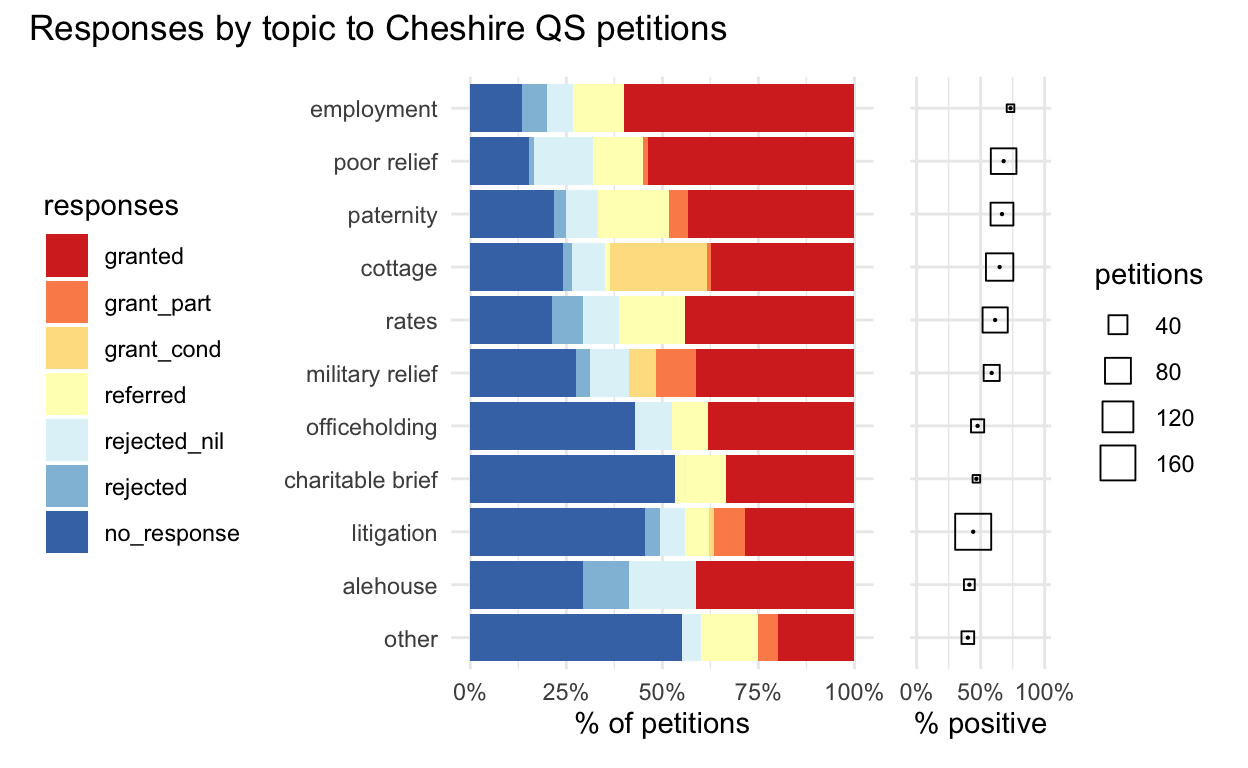 Responses by topic to Cheshire QS petitions
responses
granted
grant_part
grant_cond
referred
rejected_nil
rejected
no_response
employment
poor relief
paternity
cottage
rates
military relief
officeholding
charitable brief
litigation
alehouse
other
0% 25% 50% 75% 100%
% of petitions
0% 50% 100%
% positive
petitions
40
80
120
160